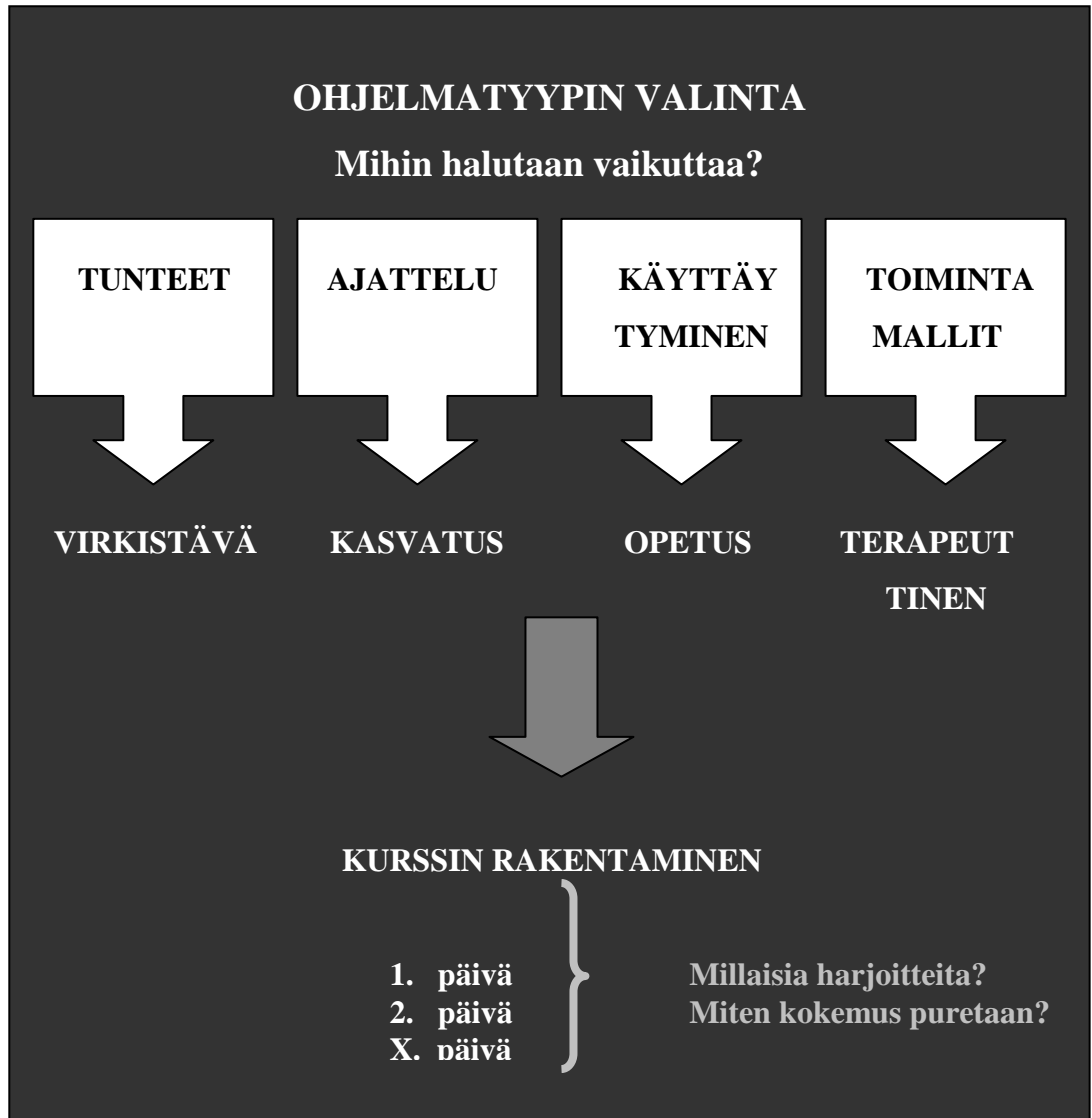 OHJELMATYYPIN VALINTA
Mihin halutaan vaikuttaa?
TUNTEET
AJATTELU
KÄYTTÄY
TYMINEN
TOIMINTA
MALLIT
VIRKISTÄVÄ
KASVATUS
OPETUS
TERAPEUT
TINEN
KURSSIN RAKENTAMINEN
1. päivä
2. päivä
X. päivä
Millaisia harjoitteita?
Miten kokemus puretaan?